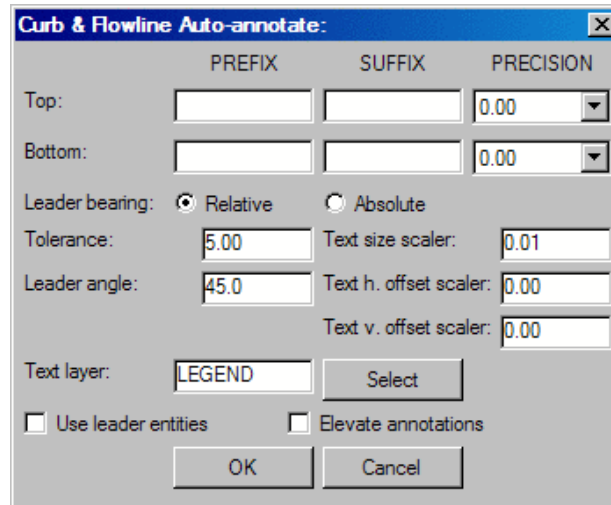 Curb & Flowline Auto-annotate:
PREFIX SUFFIX PRECISION
Top: 0.00
Bottom: 0.00
Leader bearing: Relative Absolute
Tolerance: 5.00 Text size scaler: 0.01
Leader angle: 45.0 Text h. offset scaler: 0.00
Text v. offset scaler: 0.00
Text layer: LEGEND Select
Use leader entities Elevate annotations
OK Cancel